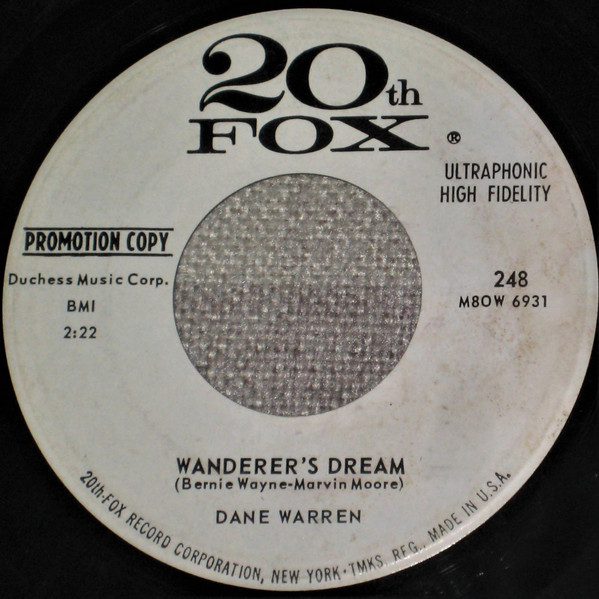 20th
FOX ®
ULTRAPHONIC
HIGH FIDELITY
PROMOTION COPY
Duchess Music Corp.
BMI
2:22
248
M8OW 6931
WANDERER'S DREAM
(Bernie Wayne-Marvin Moore)
DANE WARREN
20th-FOX RECORD CORPORATION, NEW YORK • TMKS. REG., MADE IN U.S.A.